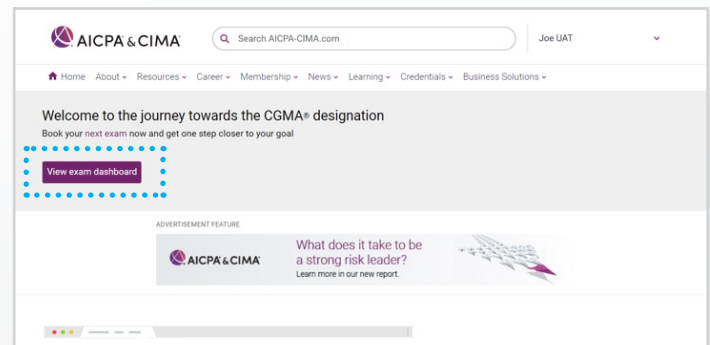 AICPA & CIMA
Search AICPA-CIMA.com
Joe UAT
Home About Resources Career Membership News Learning Credentials Business Solutions
Welcome to the journey towards the CGMA® designation
Book your next exam now and get one step closer to your goal
View exam dashboard
ADVERTISEMENT FEATURE
AICPA & CIMA
What does it take to be
a strong risk leader?
Learn more in our new report.